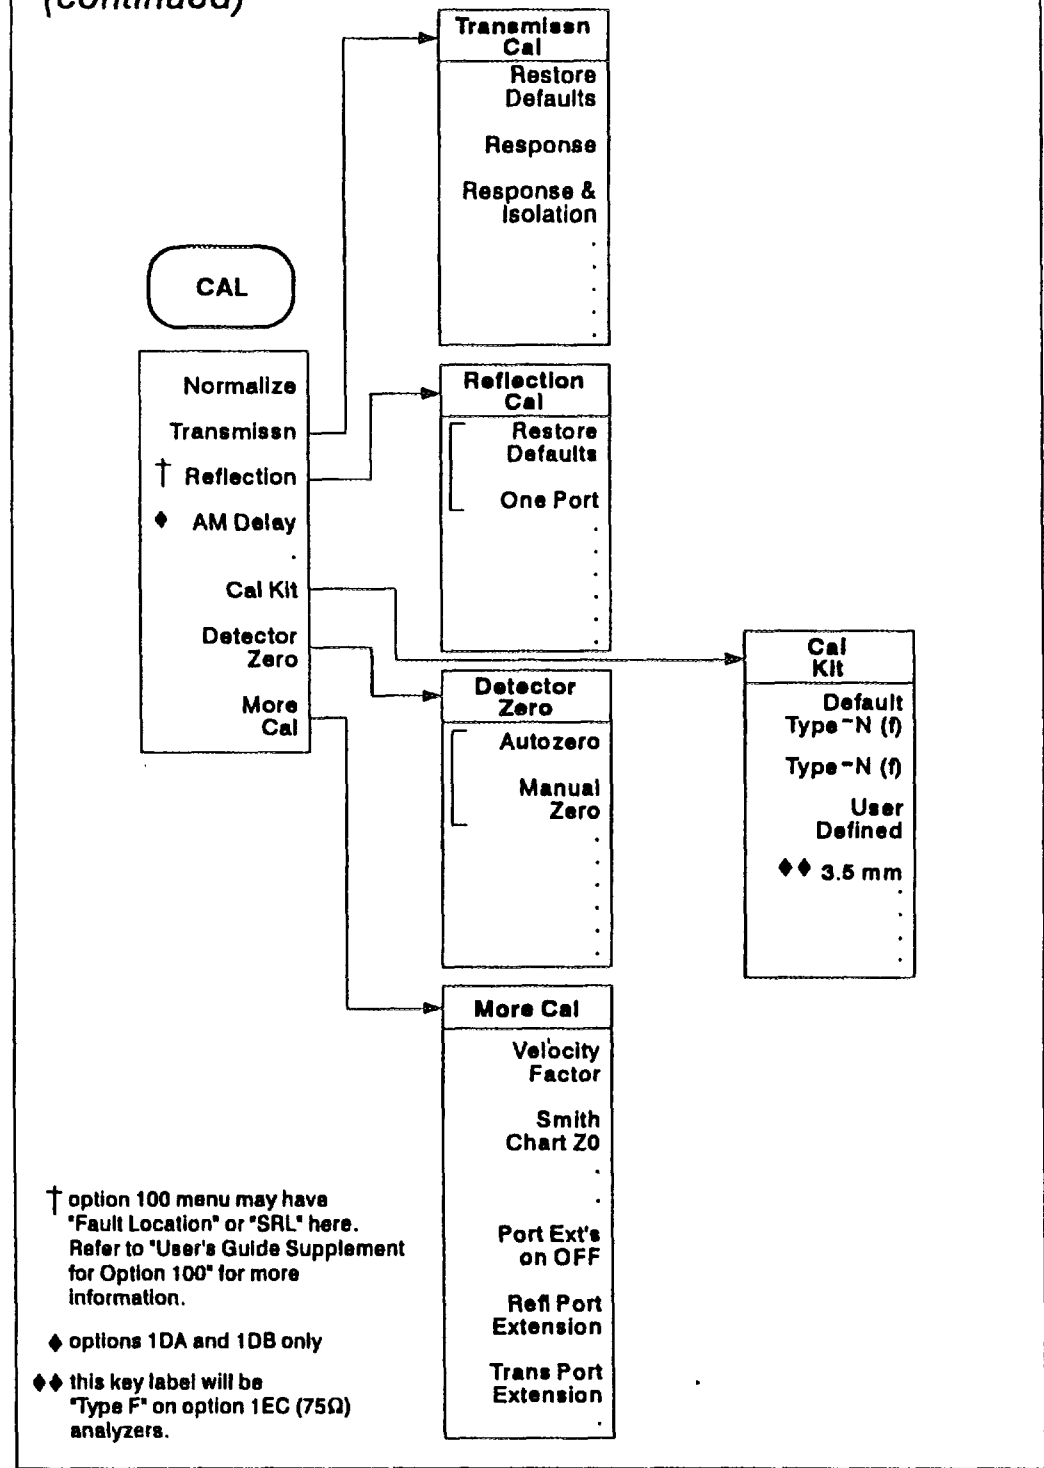 (continued)
Transmissn
Cal
Restore
Defaults
Response
Response &
Isolation
CAL
Normalize
Transmissn
† Reflection
♦ AM Delay
Cal Kit
Detector
Zero
More
Cal
Reflection
Cal
Restore
Defaults
One Port
Detector
Zero
Autozero
Manual
Zero
Cal
Kit
Default
Type-N (f)
Type-N (f)
User
Defined
♦♦ 3.5 mm
More Cal
Velocity
Factor
Smith
Chart Z0
Port Ext's
on OFF
Refl Port
Extension
Trans Port
Extension
† option 100 menu may have
"Fault Location" or "SRL" here.
Refer to "User's Guide Supplement
for Option 100" for more
information.
♦ options 1DA and 1DB only
♦♦ this key label will be
"Type F" on option 1EC (75Ω)
analyzers.